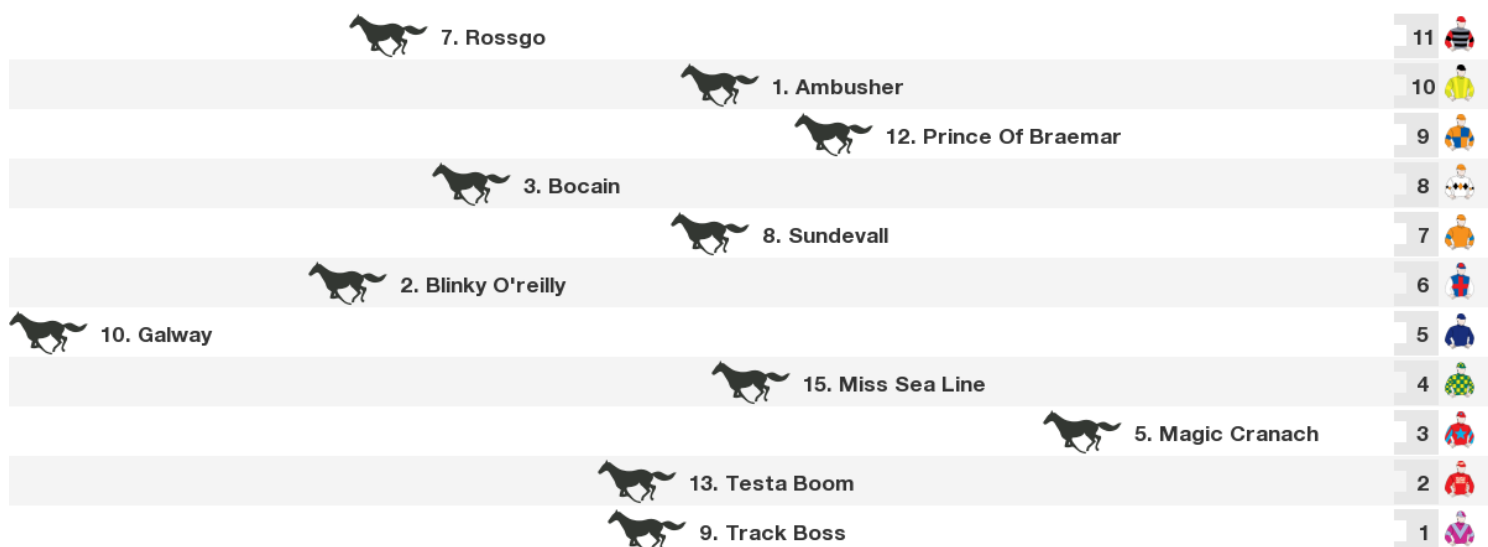 7. Rossgo 11
1. Ambusher 10
12. Prince Of Braemar 9
3. Bocain 8
8. Sundevall 7
2. Blinky O'reilly 6
10. Galway 5
15. Miss Sea Line 4
5. Magic Cranach 3
13. Testa Boom 2
9. Track Boss 1